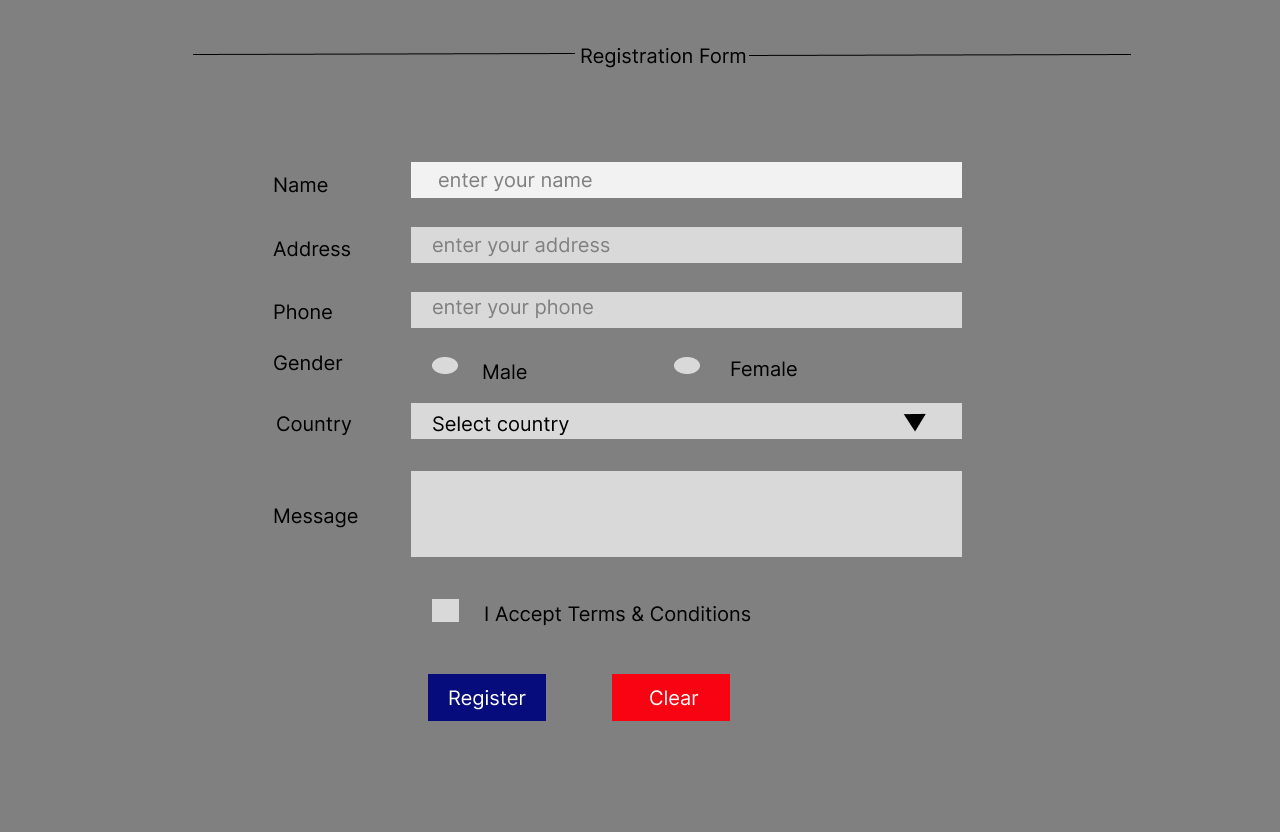 Registration Form
Name
enter your name
Address
enter your address
Phone
enter your phone
Gender
Male
Female
Country
Select country
Message
I Accept Terms & Conditions
Register
Clear